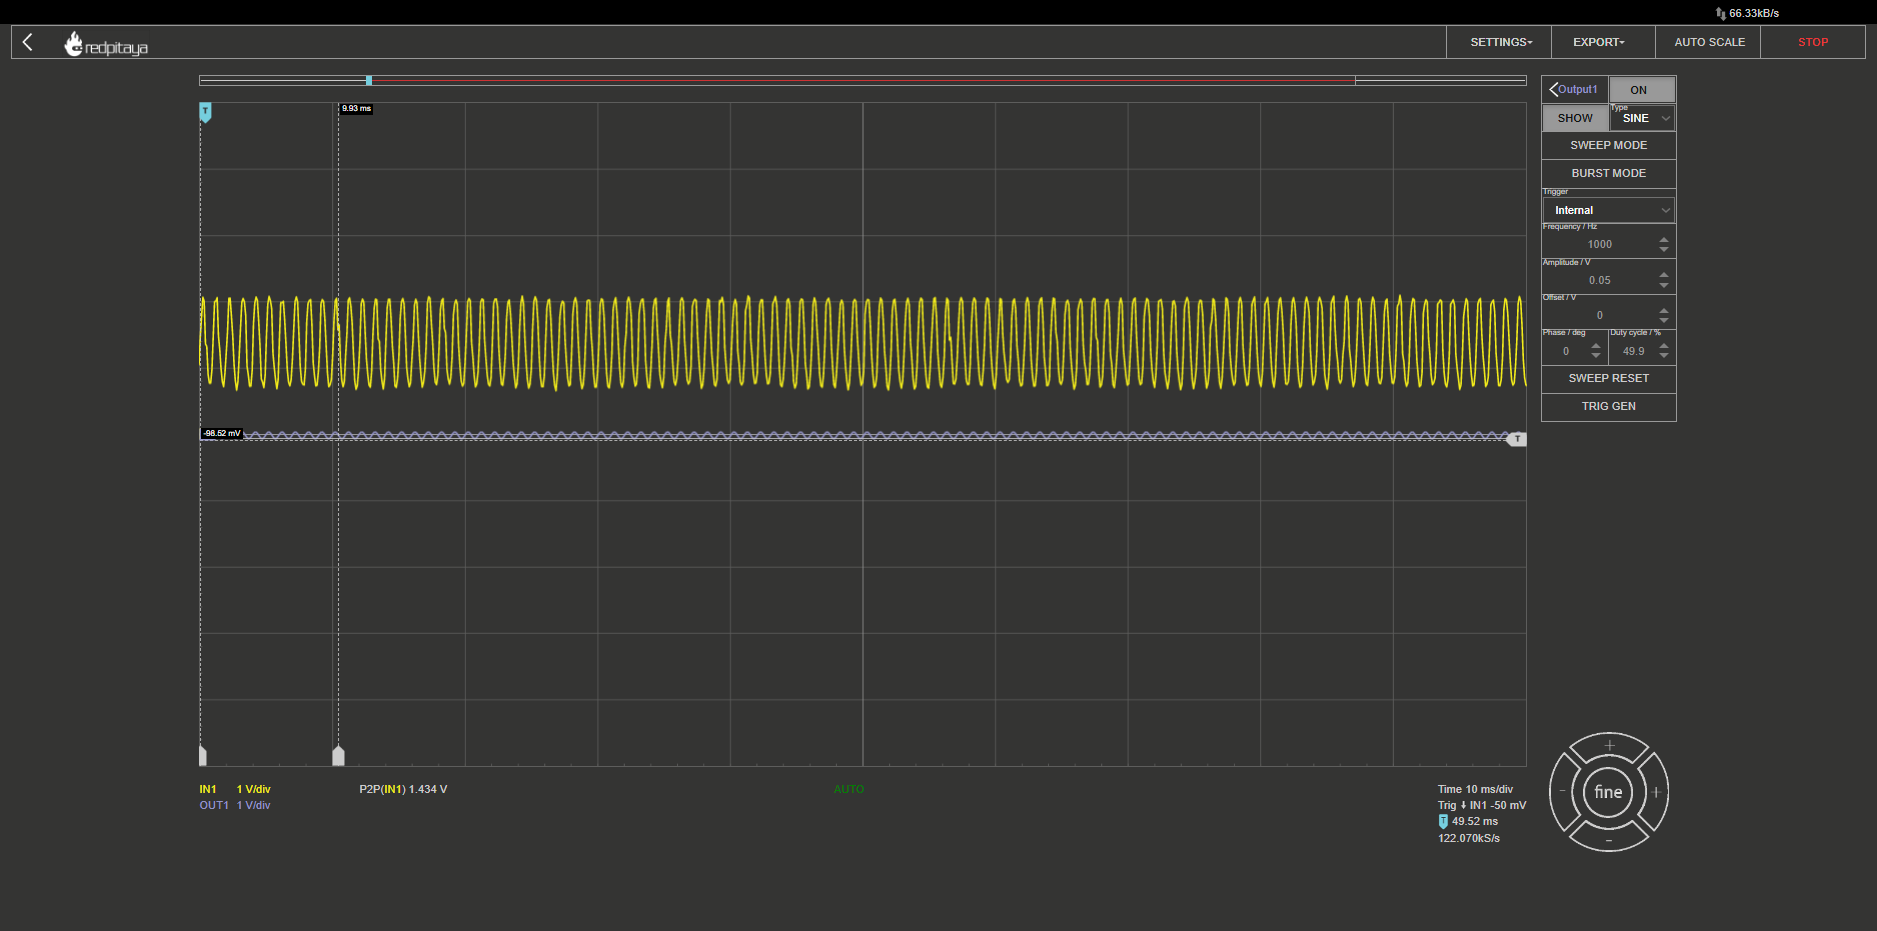 66.33kB/s
redpitaya
SETTINGS
EXPORT
AUTO SCALE
STOP
Output1
ON
SHOW
Type
SINE
SWEEP MODE
BURST MODE
Trigger
Internal
Frequency / Hz
1000
Amplitude / V
0.05
Offset / V
0
Phase / deg
0
Duty cycle / %
49.9
SWEEP RESET
TRIG GEN
T
9.93 ms
-98.52 mV
T
IN1 1 V/div
OUT1 1 V/div
P2P(IN1) 1.434 V
AUTO
Time 10 ms/div
Trig IN1 -50 mV
T 49.52 ms
122.070kS/s
+
-
fine
+
-